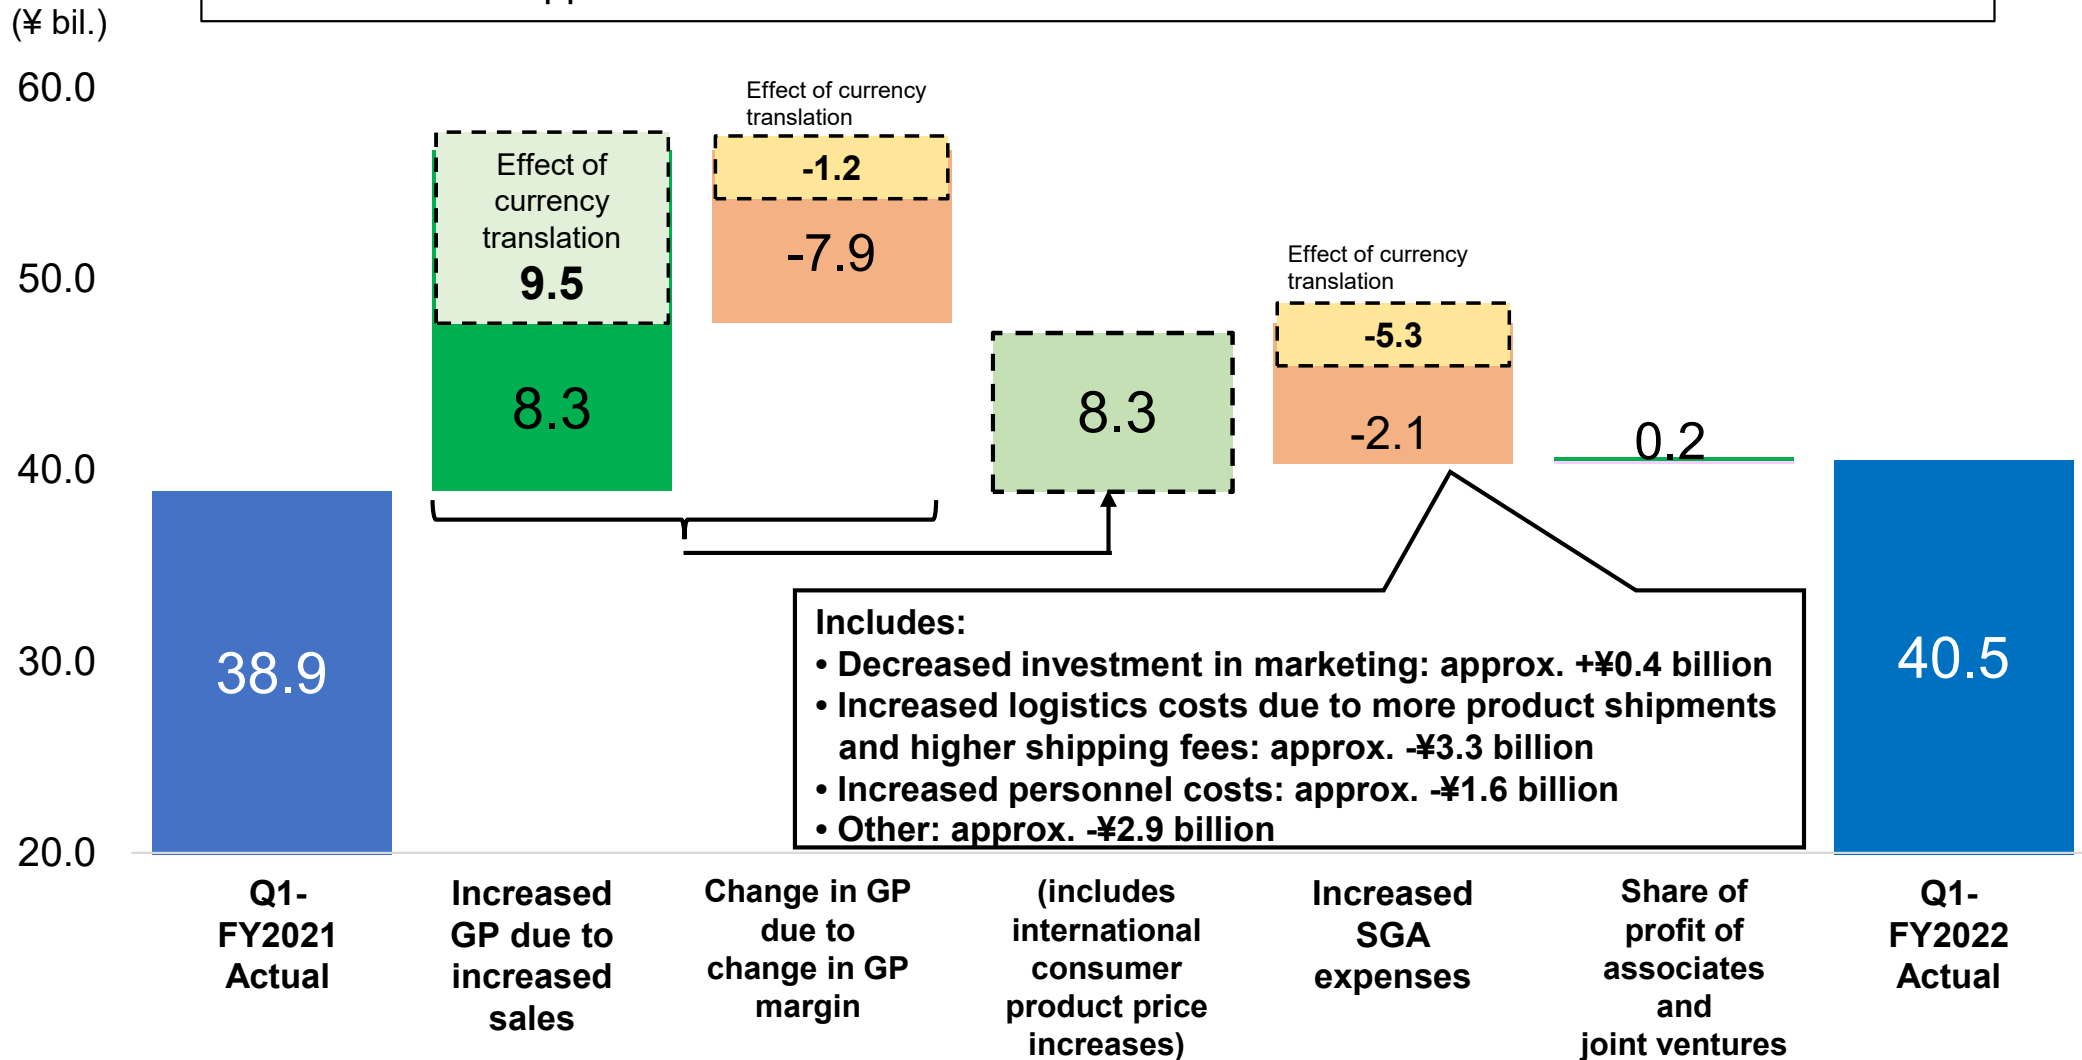 (¥ bil.)
60.0
50.0
40.0
30.0
20.0
38.9
Effect of
currency
translation
9.5
8.3
Effect of currency
translation
-1.2
-7.9
8.3
Effect of currency
translation
-5.3
-2.1
0.2
40.5
Includes:
• Decreased investment in marketing: approx. +¥0.4 billion
• Increased logistics costs due to more product shipments
and higher shipping fees: approx. -¥3.3 billion
• Increased personnel costs: approx. -¥1.6 billion
• Other: approx. -¥2.9 billion
Q1-
FY2021
Actual
Increased
GP due to
increased
sales
Change in GP
due to
change in GP
margin
(includes
international
consumer
product price
increases)
Increased
SGA
expenses
Share of
profit of
associates
and
joint ventures
Q1-
FY2022
Actual